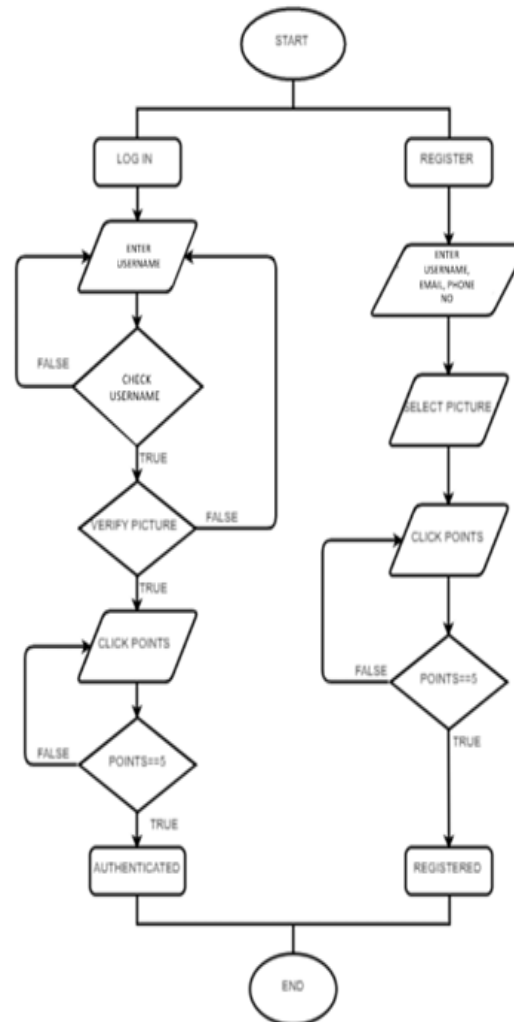 START
LOG IN
ENTER
USERNAME
FALSE
CHECK
USERNAME
TRUE
VERIFY PICTURE
FALSE
TRUE
CLICK POINTS
FALSE
POINTS==5
TRUE
AUTHENTICATED
REGISTER
ENTER
USERNAME,
EMAIL, PHONE
NO
SELECT PICTURE
CLICK POINTS
FALSE
POINTS==5
TRUE
REGISTERED
END